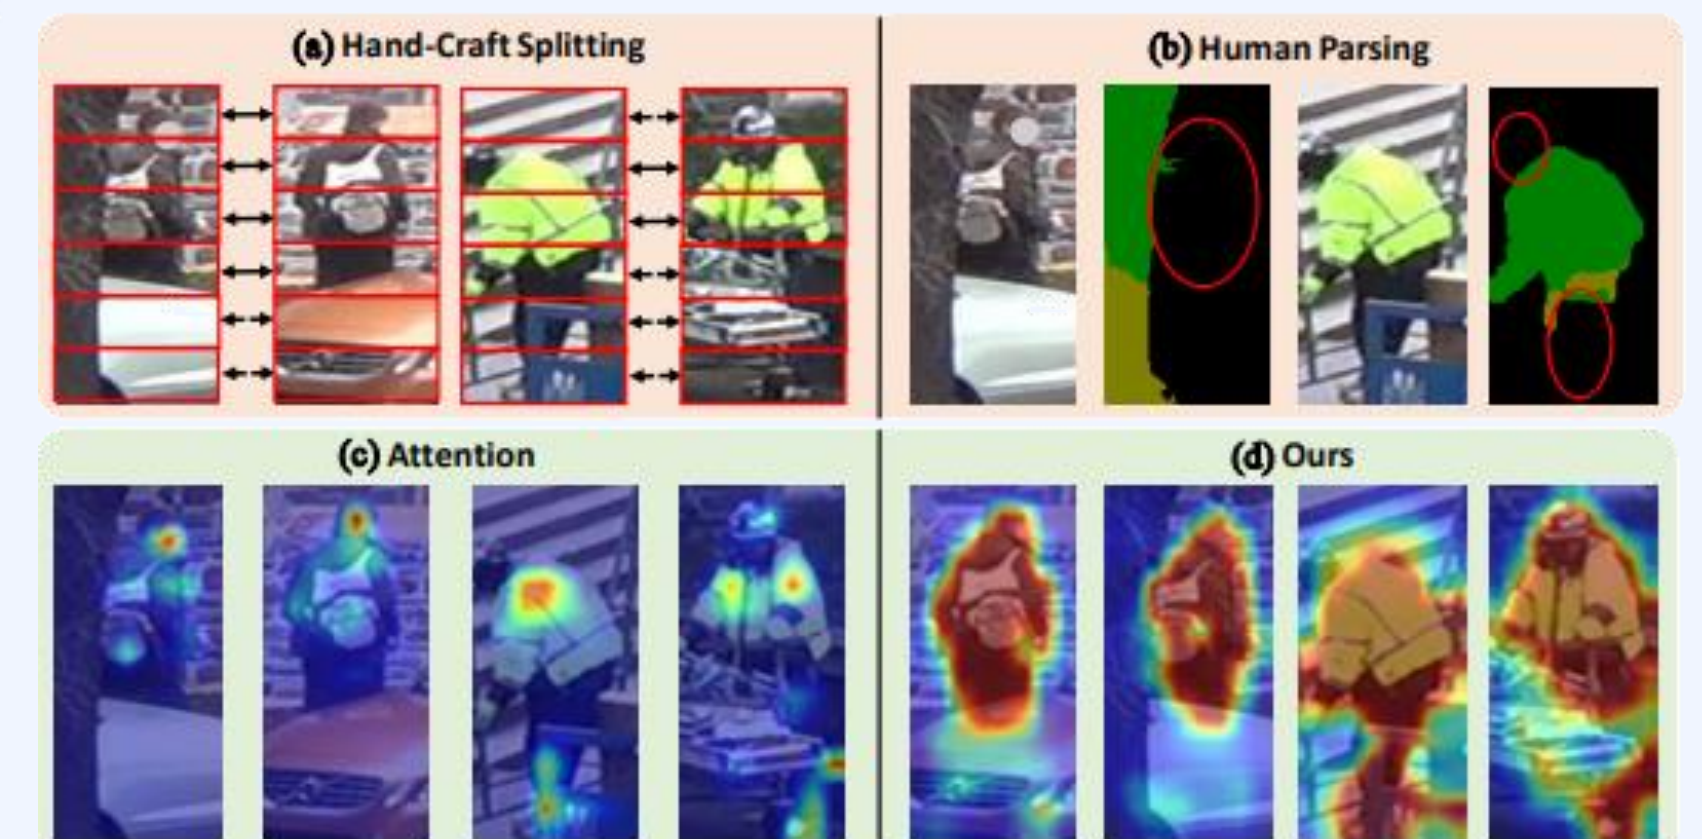 (a) Hand-Craft Splitting
(b) Human Parsing
(c) Attention
(d) Ours